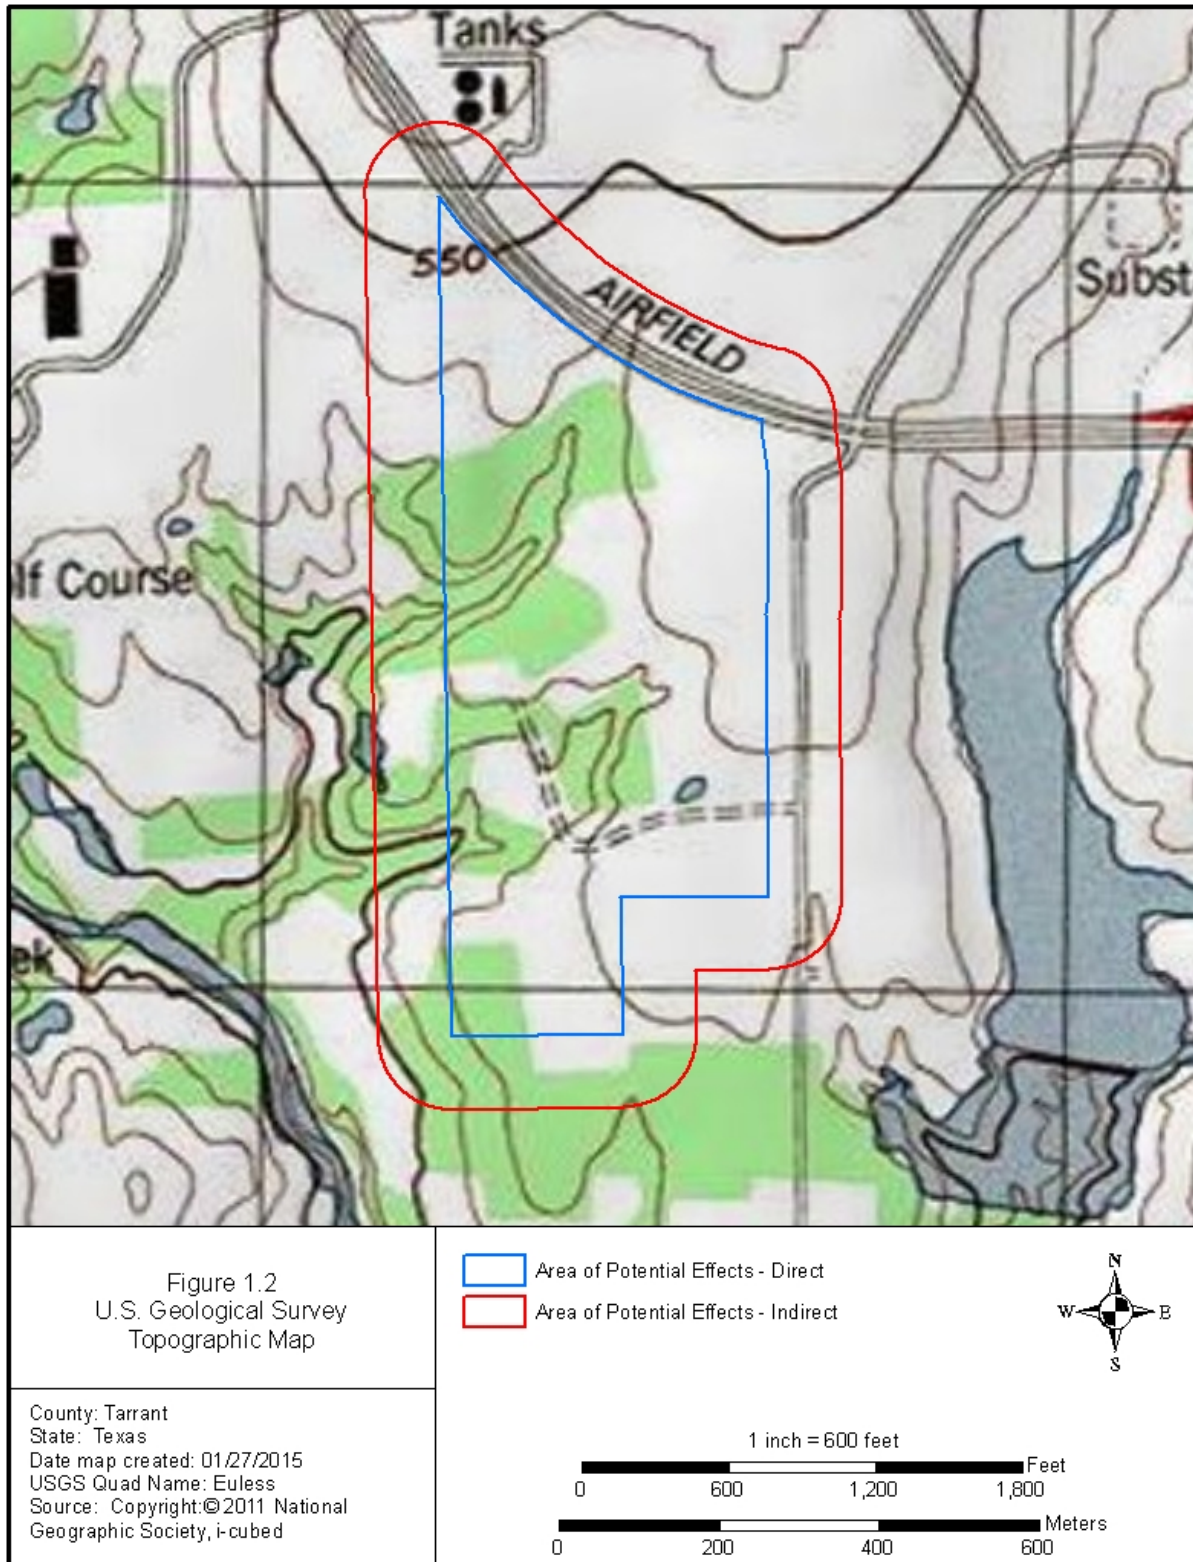 Tanks
550
AIRFIELD
Subst
lf Course
ek
Figure 1.2
U.S. Geological Survey
Topographic Map
County: Tarrant
State: Texas
Date map created: 01/27/2015
USGS Quad Name: Euless
Source: Copyright:© 2011 National
Geographic Society, i-cubed
Area of Potential Effects - Direct
Area of Potential Effects - Indirect
N
W E
S
1 inch = 600 feet
Feet
0 600 1,200 1,800
Meters
0 200 400 600